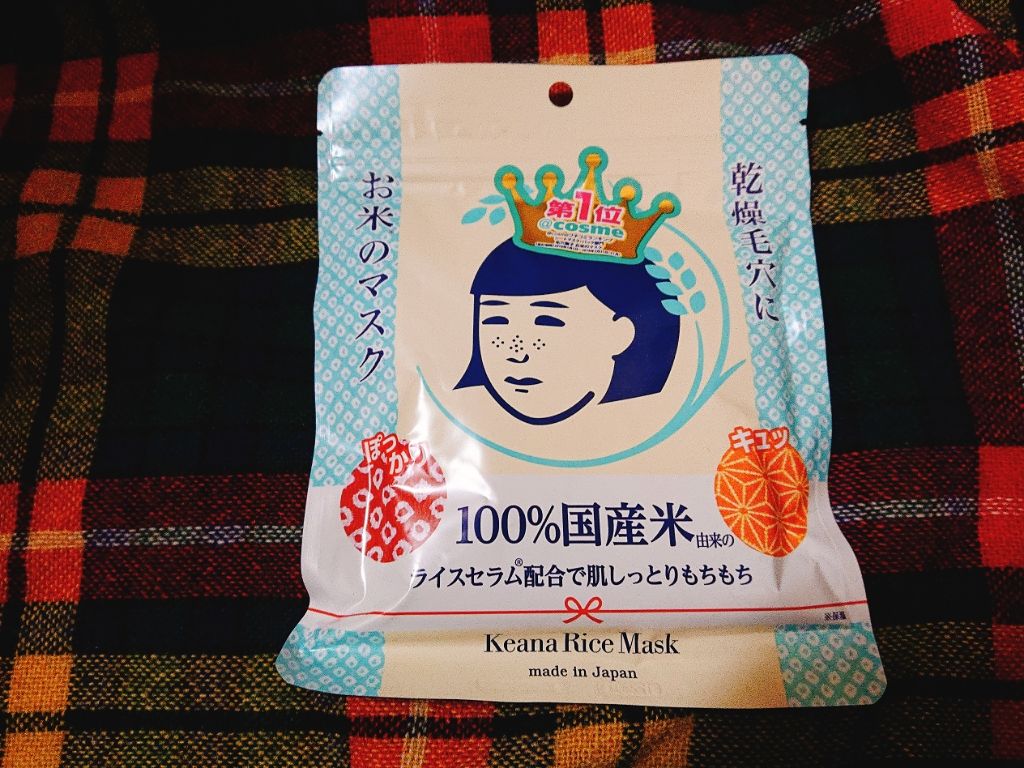 乾燥毛穴に
お米のマスク
第1位
@cosme
ぽっかり
キュッ
100%国産米由来の
ライスセラム®配合で肌しっとりもちもち
※保湿
Keana Rice Mask
made in Japan